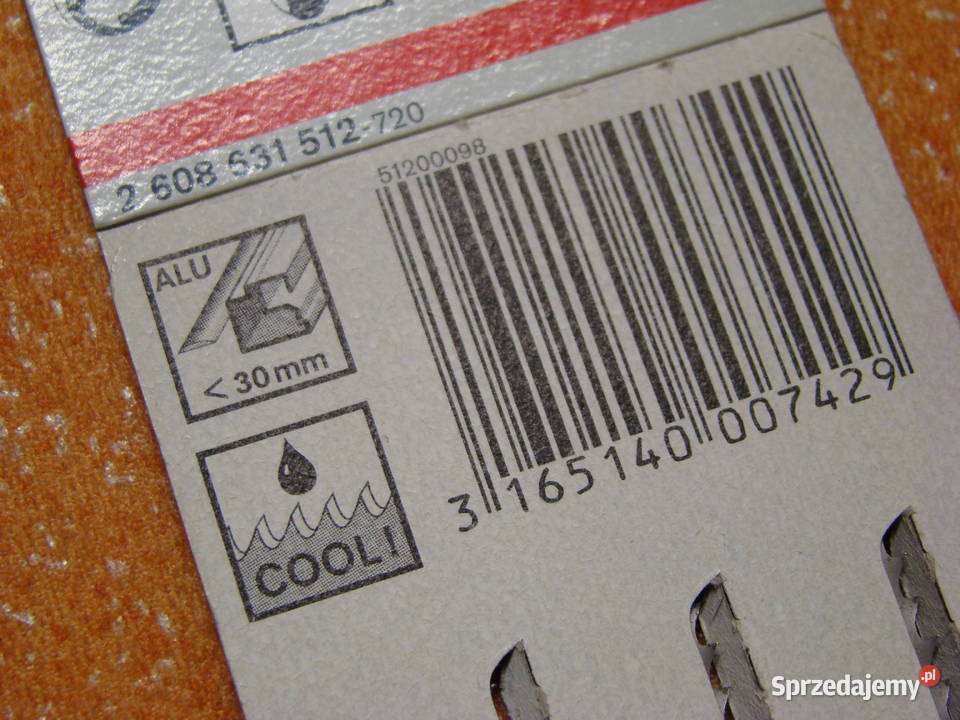 2 608 631 512-720
51200098
ALU
< 30 mm
COOL!
3 165140 007429
Sprzedajemy.pl